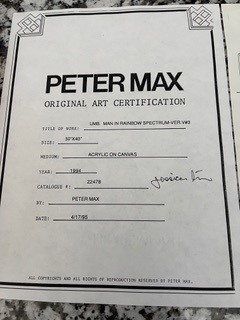 PETER MAX
ORIGINAL ART CERTIFICATION
TITLE OF WORK: UMB. MAN IN RAINBOW SPECTRUM-VER.V#3
SIZE: 30"X40"
MEDIUM: ACRYLIC ON CANVAS
YEAR: 1994
CATALOGUE #: 22478
BY: PETER MAX
DATE: 4/17/95
ALL COPYRIGHTS AND ALL RIGHTS OF REPRODUCTION RESERVED BY PETER MAX.